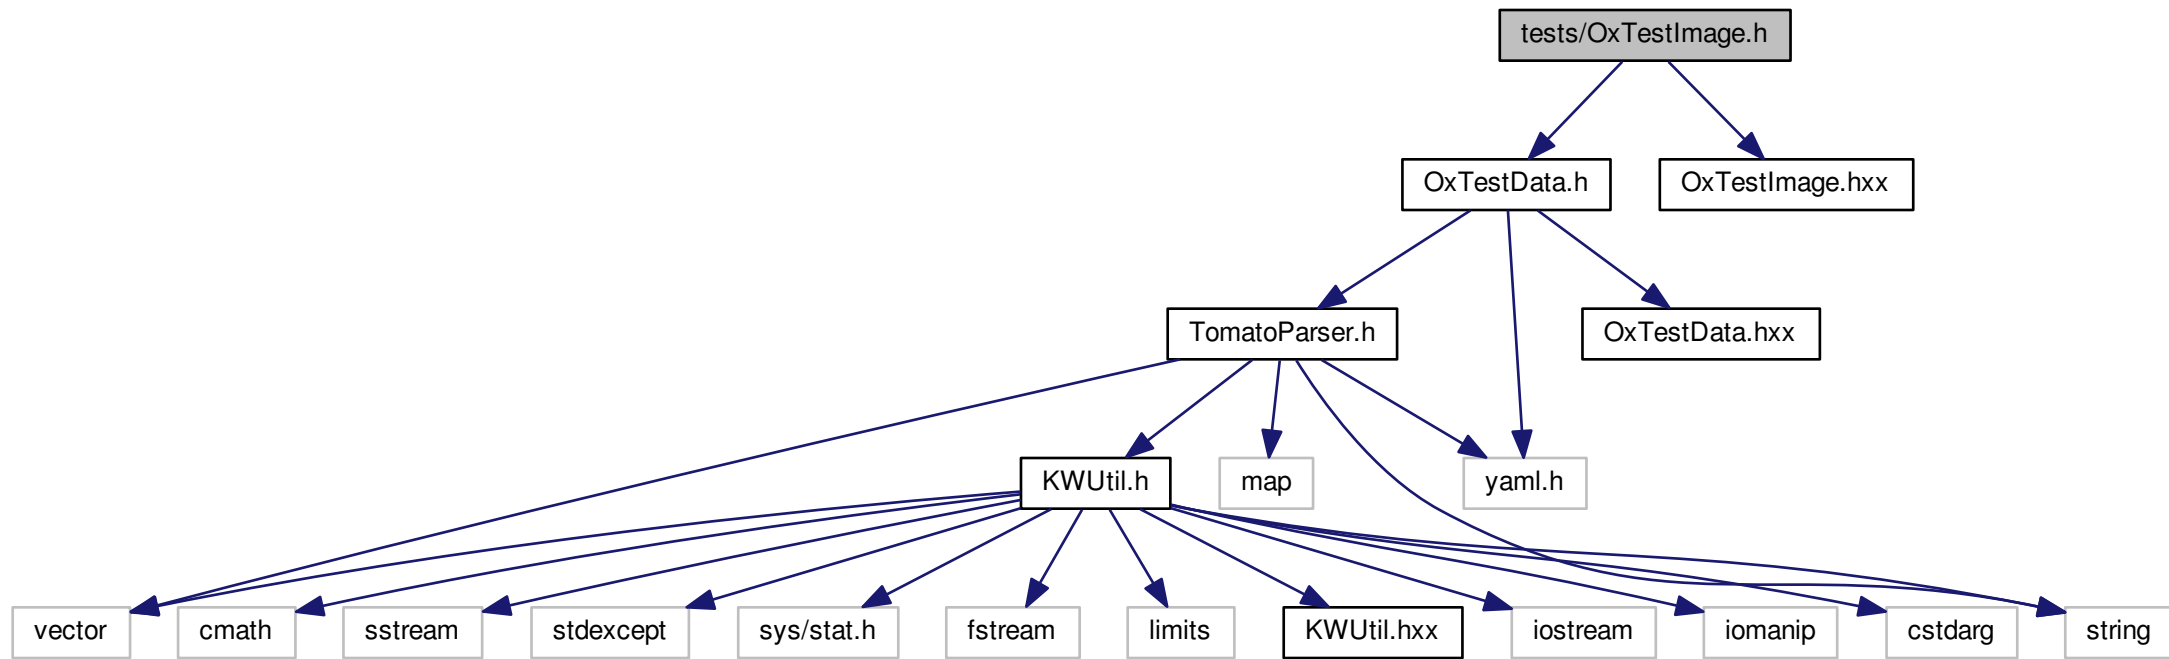 tests/OxTestImage.h
OxTestData.h
OxTestImage.hxx
TomatoParser.h
OxTestData.hxx
KWUtil.h
map
yaml.h
vector
cmath
sstream
stdexcept
sys/stat.h
fstream
limits
KWUtil.hxx
iostream
iomanip
cstdarg
string